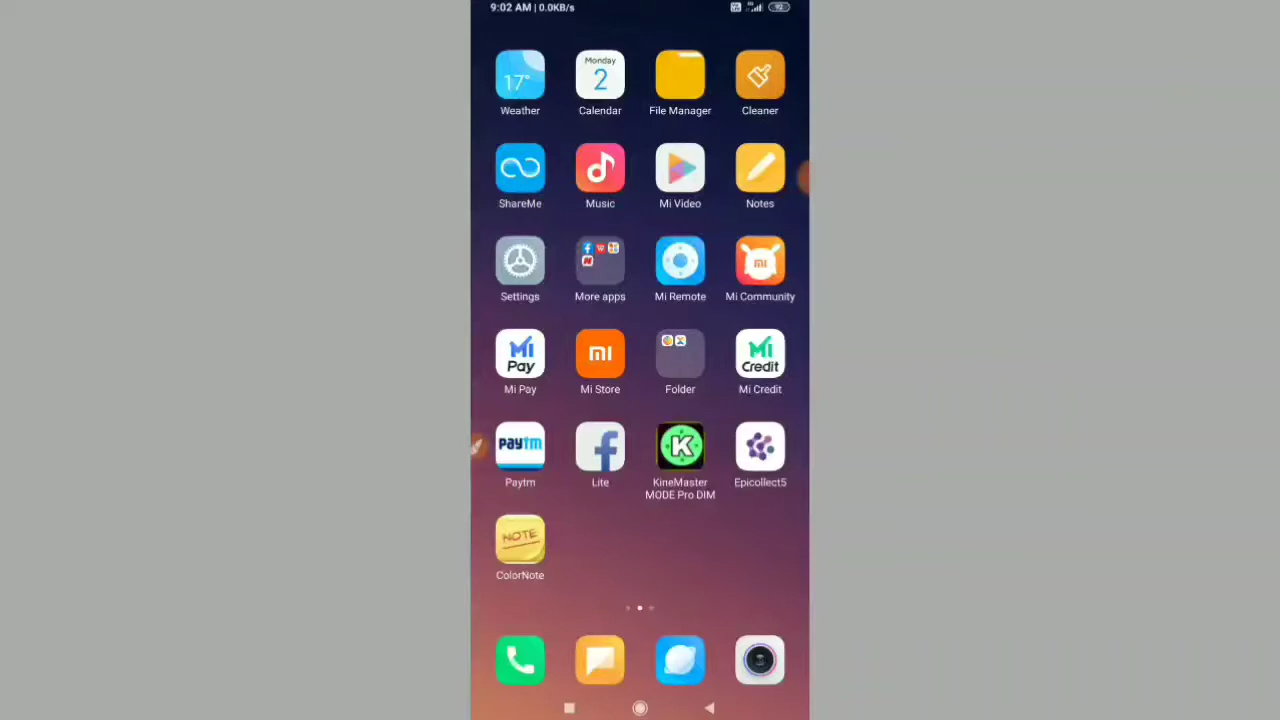 9:02 AM | 0.0KB/s
92
17°
Monday
2
Weather
Calendar
File Manager
Cleaner
ShareMe
Music
Mi Video
Notes
mi
Settings
More apps
Mi Remote
Mi Community
Mi
Pay
mi
Mi
Credit
Mi Pay
Mi Store
Folder
Mi Credit
paytm
f
K
Paytm
Lite
KineMaster
MODE Pro DIM
Epicollect5
NOTE
ColorNote